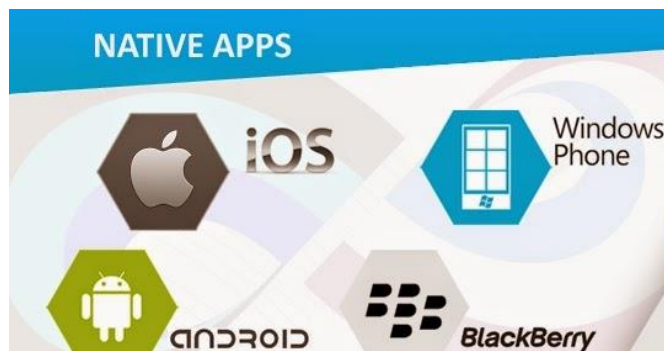 NATIVE APPS
iOS
Windows
Phone
ANDROID
BlackBerry